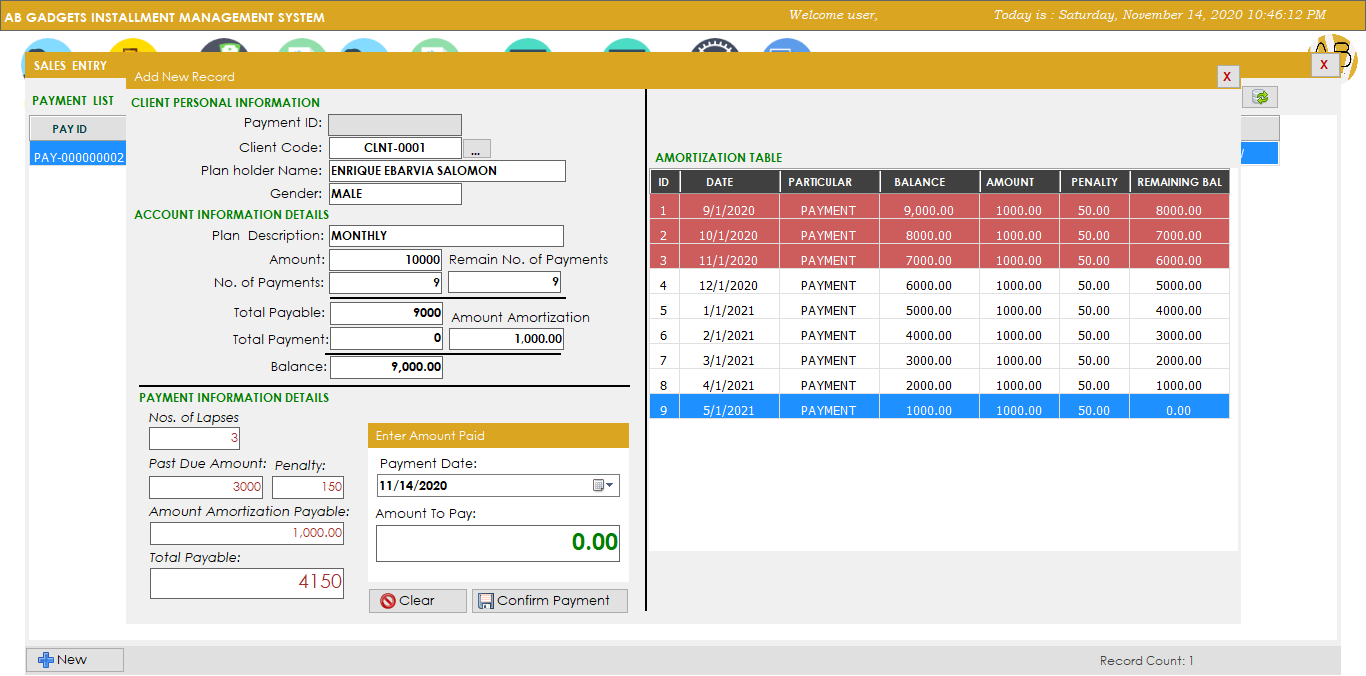 AB GADGETS INSTALLMENT MANAGEMENT SYSTEM
Welcome user,
Today is : Saturday, November 14, 2020 10:46:12 PM
SALES ENTRY
X
PAYMENT LIST
PAY ID
PAY-000000002
Add New Record
X
CLIENT PERSONAL INFORMATION
Payment ID:
Client Code: CLNT-0001 ...
Plan holder Name: ENRIQUE EBARVIA SALOMON
Gender: MALE
ACCOUNT INFORMATION DETAILS
Plan Description: MONTHLY
Amount: 10000 Remain No. of Payments
No. of Payments: 9 9
Total Payable: 9000 Amount Amortization
Total Payment: 0 1,000.00
Balance: 9,000.00
PAYMENT INFORMATION DETAILS
Nos. of Lapses
3
Past Due Amount: Penalty:
3000 150
Amount Amortization Payable:
1,000.00
Total Payable:
4150
Enter Amount Paid
Payment Date:
11/14/2020
Amount To Pay:
0.00
Clear Confirm Payment
AMORTIZATION TABLE
ID DATE PARTICULAR BALANCE AMOUNT PENALTY REMAINING BAL
1 9/1/2020 PAYMENT 9,000.00 1000.00 50.00 8000.00
2 10/1/2020 PAYMENT 8000.00 1000.00 50.00 7000.00
3 11/1/2020 PAYMENT 7000.00 1000.00 50.00 6000.00
4 12/1/2020 PAYMENT 6000.00 1000.00 50.00 5000.00
5 1/1/2021 PAYMENT 5000.00 1000.00 50.00 4000.00
6 2/1/2021 PAYMENT 4000.00 1000.00 50.00 3000.00
7 3/1/2021 PAYMENT 3000.00 1000.00 50.00 2000.00
8 4/1/2021 PAYMENT 2000.00 1000.00 50.00 1000.00
9 5/1/2021 PAYMENT 1000.00 1000.00 50.00 0.00
New
Record Count: 1